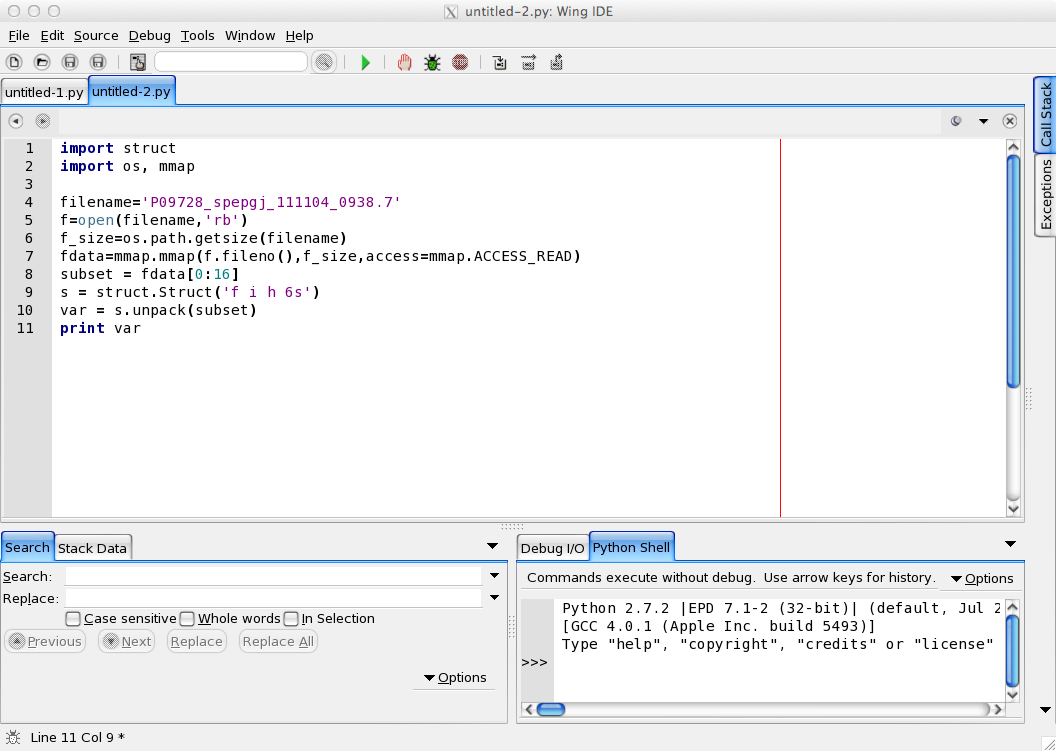 untitled-2.py: Wing IDE
File Edit Source Debug Tools Window Help
untitled-1.py untitled-2.py
Call Stack
Exceptions
1 import struct
2 import os, mmap
3
4 filename='P09728_spepgj_111104_0938.7'
5 f=open(filename,'rb')
6 f_size=os.path.getsize(filename)
7 fdata=mmap.mmap(f.fileno(),f_size,access=mmap.ACCESS_READ)
8 subset = fdata[0:16]
9 s = struct.Struct('f i h 6s')
10 var = s.unpack(subset)
11 print var
Search Stack Data
Search:
Replace:
Case sensitive Whole words In Selection
Previous Next Replace Replace All
Options
Debug I/O Python Shell
Commands execute without debug. Use arrow keys for history. Options
Python 2.7.2 |EPD 7.1-2 (32-bit)| (default, Jul 2
[GCC 4.0.1 (Apple Inc. build 5493)]
Type "help", "copyright", "credits" or "license"
>>>
Line 11 Col 9 *